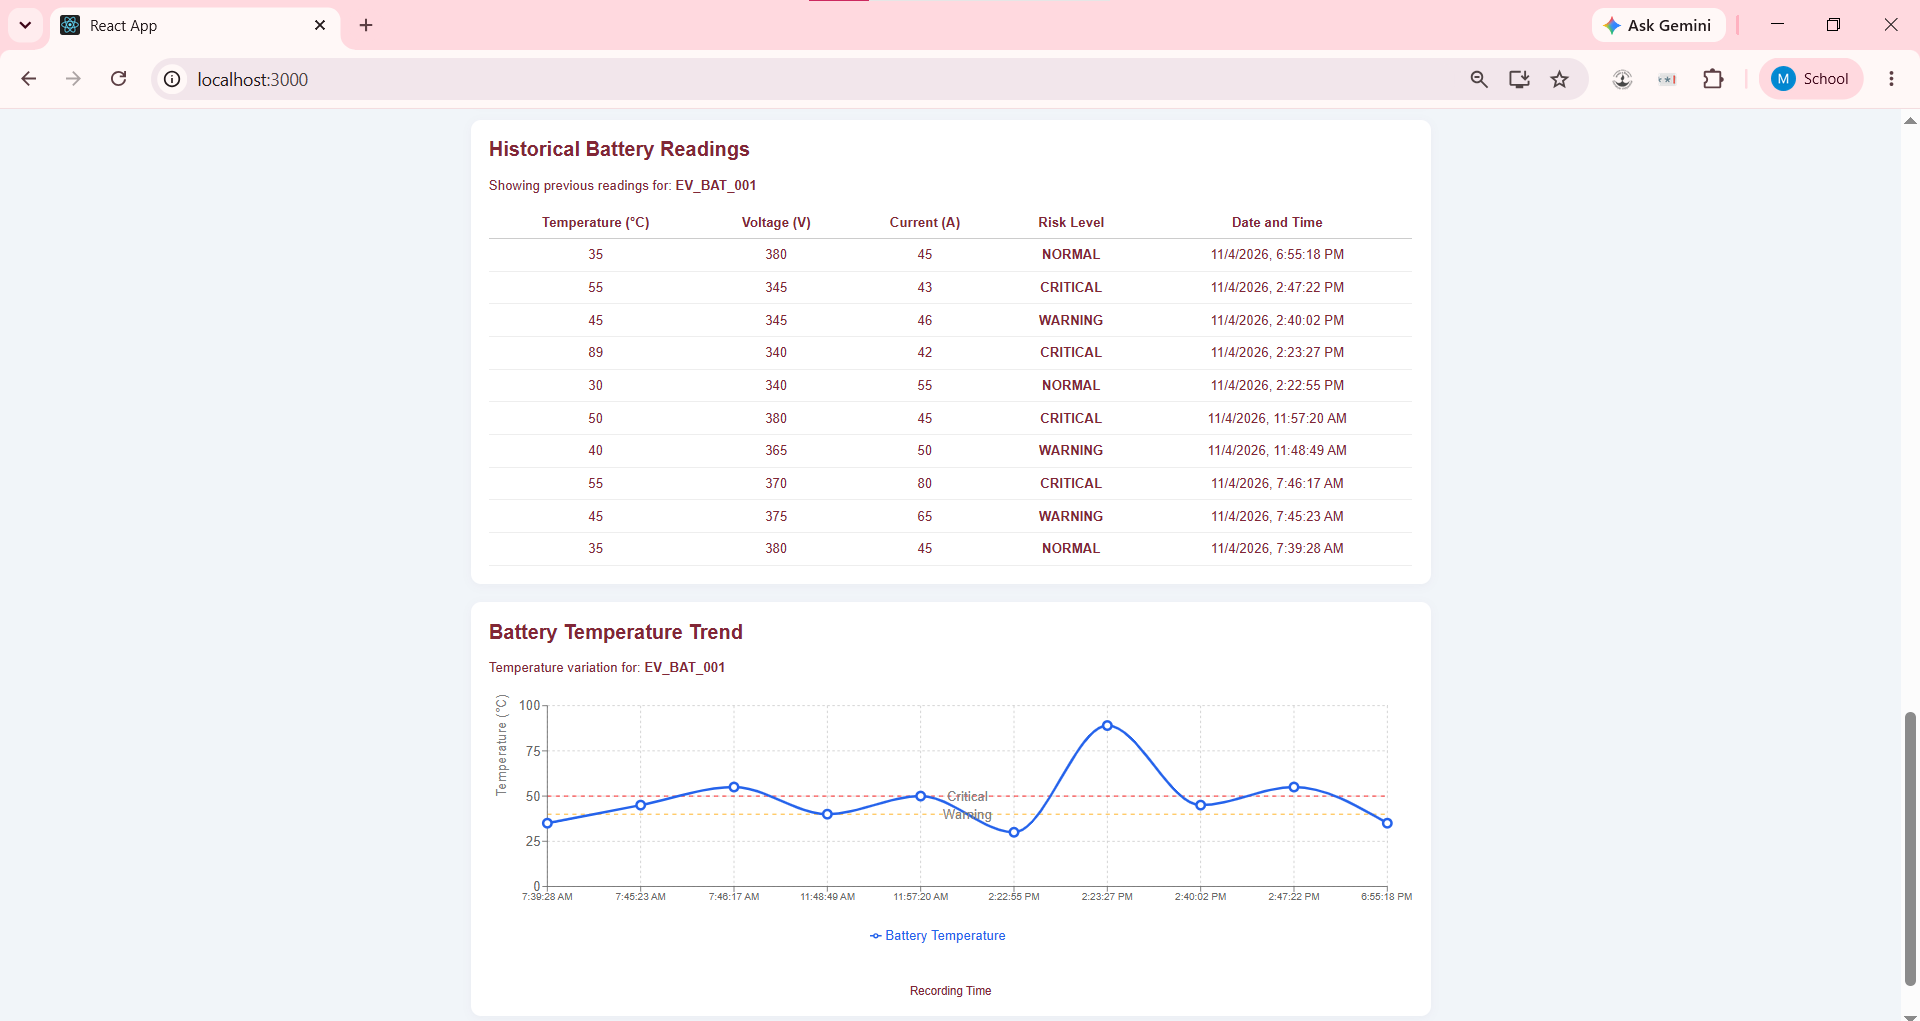 React App
Ask Gemini
localhost:3000
M School
Historical Battery Readings
Showing previous readings for: EV_BAT_001
Temperature (°C) Voltage (V) Current (A) Risk Level Date and Time
35 380 45 NORMAL 11/4/2026, 6:55:18 PM
55 345 43 CRITICAL 11/4/2026, 2:47:22 PM
45 345 46 WARNING 11/4/2026, 2:40:02 PM
89 340 42 CRITICAL 11/4/2026, 2:23:27 PM
30 340 55 NORMAL 11/4/2026, 2:22:55 PM
50 380 45 CRITICAL 11/4/2026, 11:57:20 AM
40 365 50 WARNING 11/4/2026, 11:48:49 AM
55 370 80 CRITICAL 11/4/2026, 7:46:17 AM
45 375 65 WARNING 11/4/2026, 7:45:23 AM
35 380 45 NORMAL 11/4/2026, 7:39:28 AM
Battery Temperature Trend
Temperature variation for: EV_BAT_001
Temperature (°C)
100
75
50
25
0
Critical
Warning
7:39:28 AM 7:45:23 AM 7:46:17 AM 11:48:49 AM 11:57:20 AM 2:22:55 PM 2:23:27 PM 2:40:02 PM 2:47:22 PM 6:55:18 PM
Battery Temperature
Recording Time